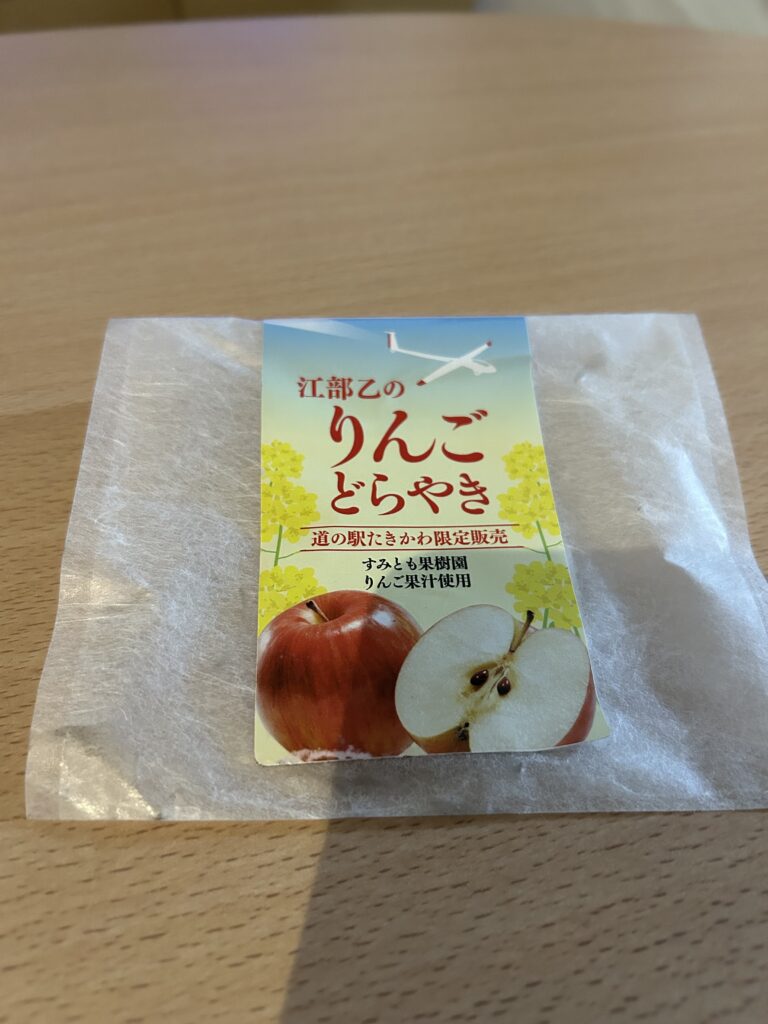 江部乙の
りんご
どらやき
道の駅たきかわ限定販売
すみとも果樹園
りんご果汁使用